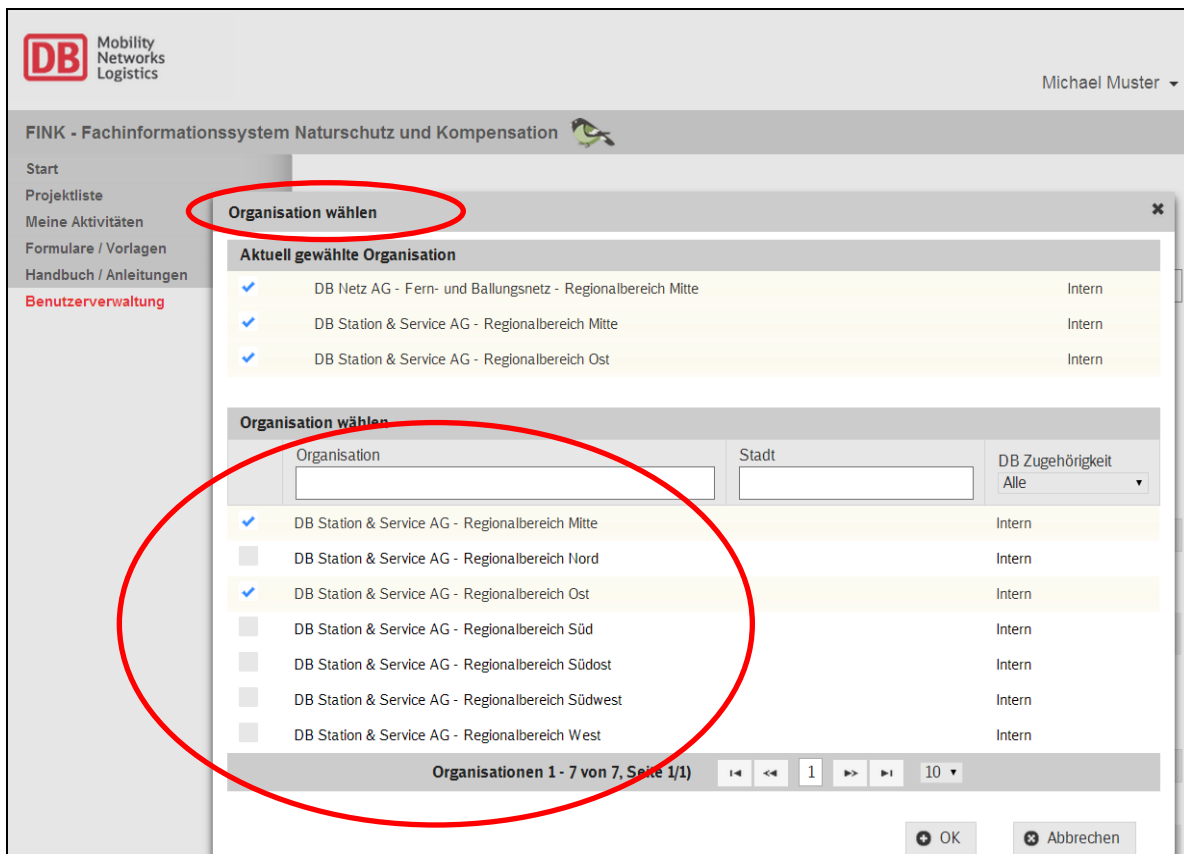 DB
Mobility
Networks
Logistics
Michael Muster
FINK - Fachinformationssystem Naturschutz und Kompensation
Start
Projektliste
Meine Aktivitäten
Formulare / Vorlagen
Handbuch / Anleitungen
Benutzerverwaltung
Organisation wählen
Aktuell gewählte Organisation
DB Netz AG - Fern- und Ballungsnetz - Regionalbereich Mitte Intern
DB Station & Service AG - Regionalbereich Mitte Intern
DB Station & Service AG - Regionalbereich Ost Intern
Organisation wählen
Organisation Stadt DB Zugehörigkeit
Alle
DB Station & Service AG - Regionalbereich Mitte Intern
DB Station & Service AG - Regionalbereich Nord Intern
DB Station & Service AG - Regionalbereich Ost Intern
DB Station & Service AG - Regionalbereich Süd Intern
DB Station & Service AG - Regionalbereich Südost Intern
DB Station & Service AG - Regionalbereich Südwest Intern
DB Station & Service AG - Regionalbereich West Intern
Organisationen 1 - 7 von 7, Seite 1/1) 1 10
OK Abbrechen